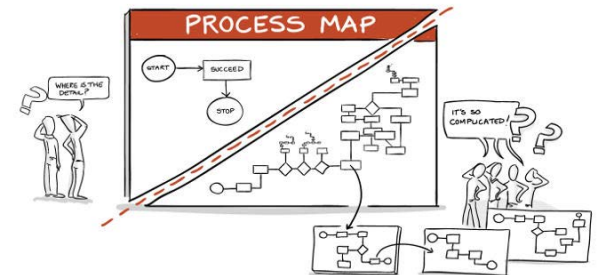 PROCESS MAP
START
SUCCEED
STOP
WHERE IS THE
DETAIL?
?
IT'S SO
COMPLICATED!
? ?